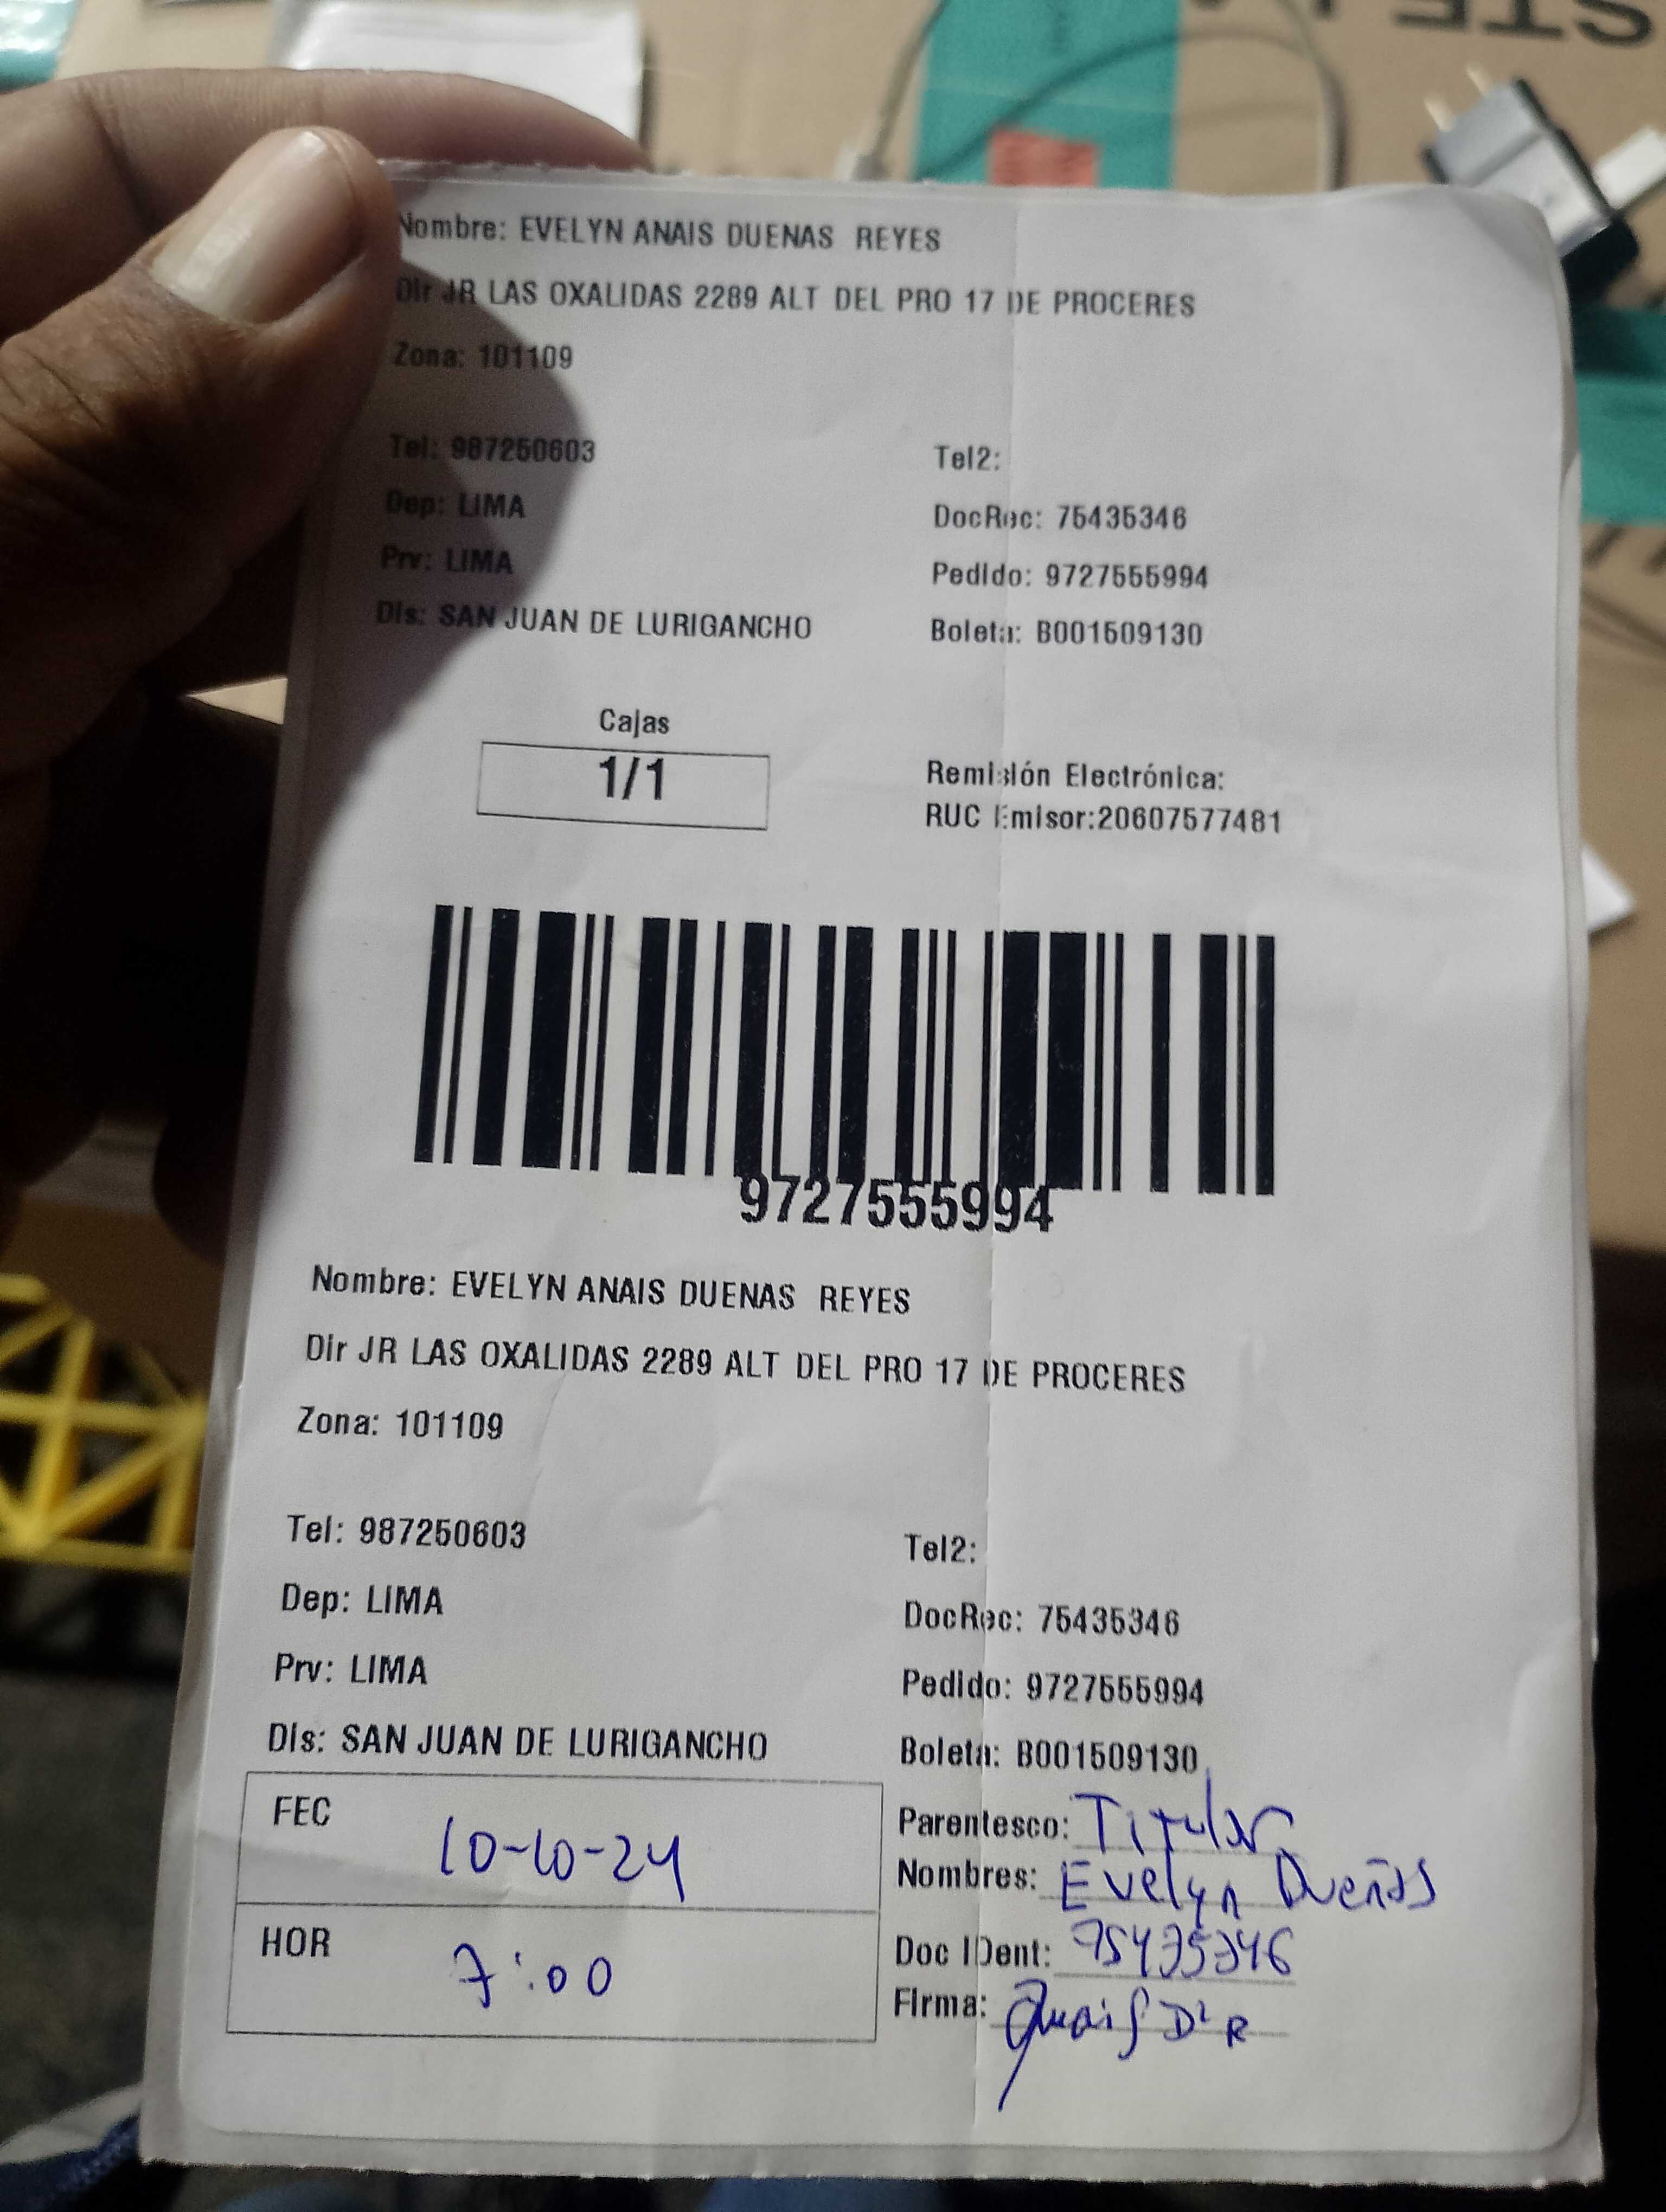 STE L
Nombre: EVELYN ANAIS DUENAS REYES
Dir JR LAS OXALIDAS 2289 ALT DEL PRO 17 DE PROCERES
Zona: 101109
Tel: 987250603
Tel2:
Dep: LIMA
DocRec: 75435346
Prv: LIMA
Pedido: 9727555994
Dis: SAN JUAN DE LURIGANCHO
Boleta: B001509130
Cajas
1/1
Remisión Electrónica:
RUC Emisor:20607577481
9727555994
Nombre: EVELYN ANAIS DUENAS REYES
Dir JR LAS OXALIDAS 2289 ALT DEL PRO 17 DE PROCERES
Zona: 101109
Tel: 987250603
Tel2:
Dep: LIMA
DocRec: 75435346
Prv: LIMA
Pedido: 9727555994
Dis: SAN JUAN DE LURIGANCHO
Boleta: B001509130
FEC 10-10-24
Parentesco: Titular
Nombres: Evelyn Dueñas
HOR 7:00
Doc IDent: 75435346
Firma: Anais D R